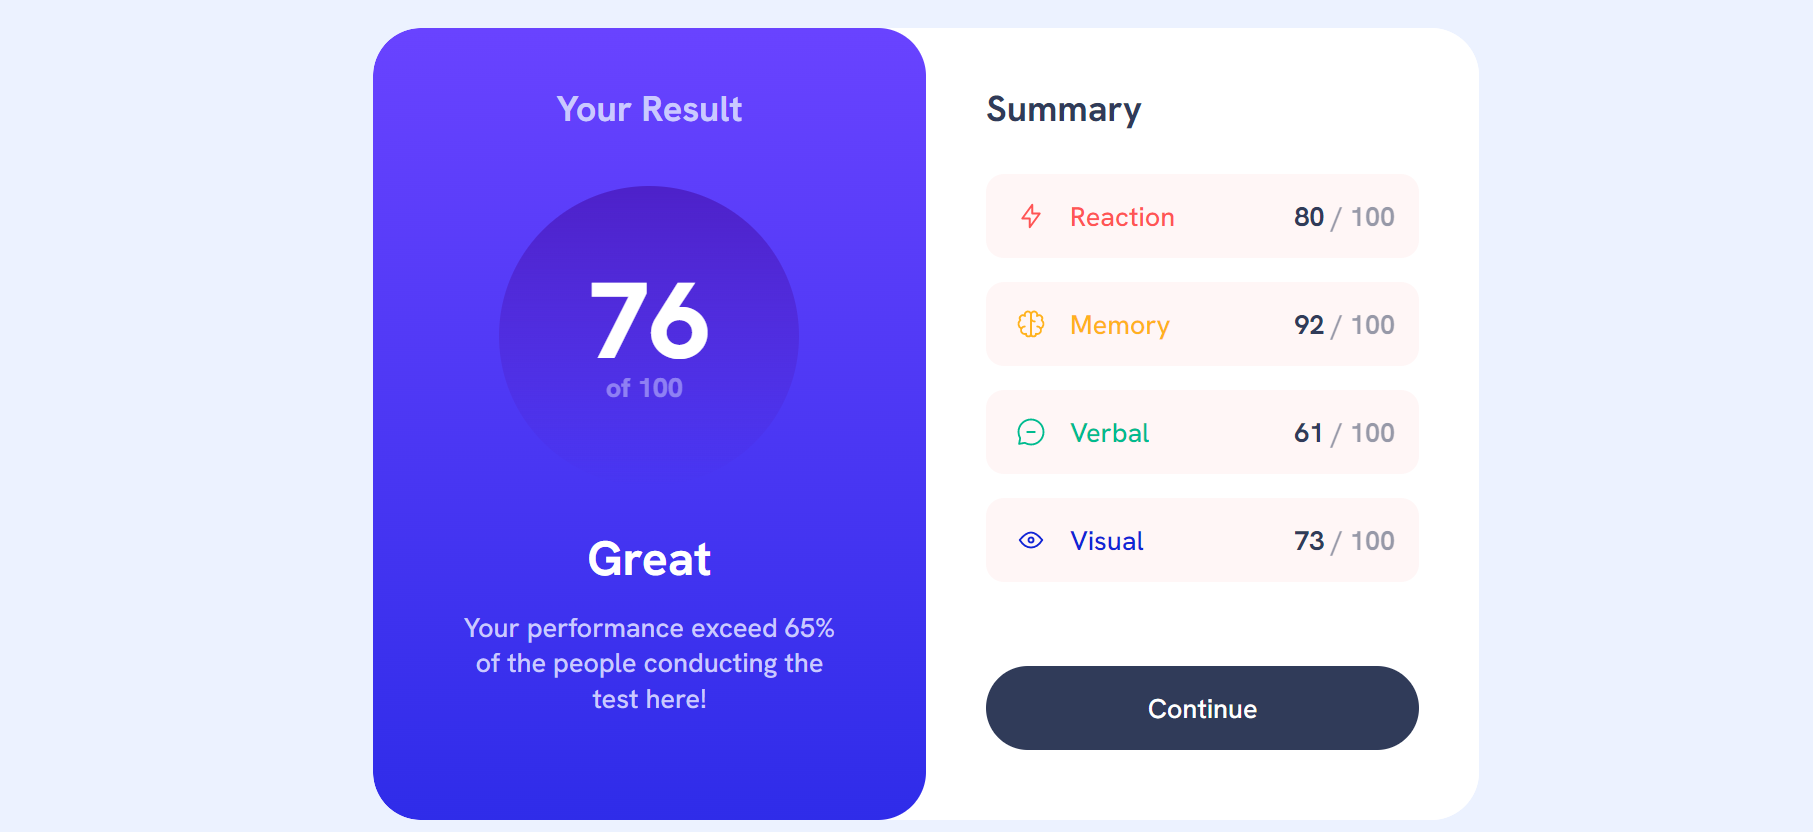 Your Result
76
of 100
Great
Your performance exceed 65%
of the people conducting the
test here!
Summary
Reaction 80 / 100
Memory 92 / 100
Verbal 61 / 100
Visual 73 / 100
Continue